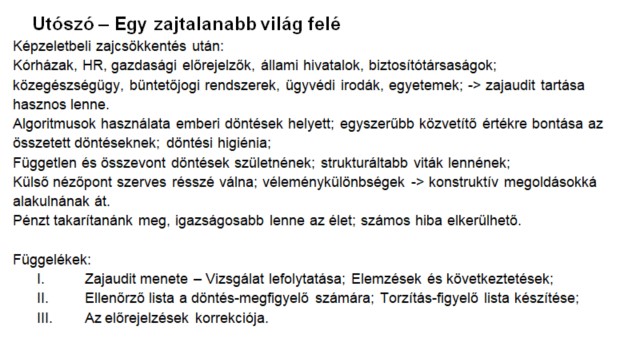 Utószó – Egy zajtalanabb világ felé
Képzeletbeli zajcsökkentés után:
Kórházak, HR, gazdasági előrejelzők, állami hivatalok, biztosítótársaságok;
közegészségügy, büntetőjogi rendszerek, ügyvédi irodák, egyetemek; -> zajaudit tartása
hasznos lenne.
Algoritmusok használata emberi döntések helyett; egyszerűbb közvetítő értékre bontása az
összetett döntéseknek; döntési higiénia;
Független és összevont döntések születnének; strukturáltabb viták lennének;
Külső nézőpont szerves résszé válna; véleménykülönbségek -> konstruktív megoldásokká
alakulnának át.
Pénzt takarítanánk meg, igazságosabb lenne az élet; számos hiba elkerülhető.
Függelékek:
I. Zajaudit menete – Vizsgálat lefolytatása; Elemzések és következtetések;
II. Ellenőrző lista a döntés-megfigyelő számára; Torzítás-figyelő lista készítése;
III. Az előrejelzések korrekciója.